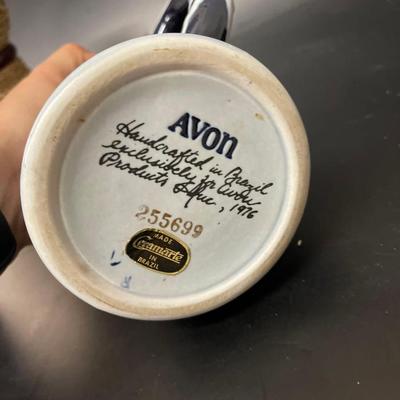 AVON
Handcrafted in Brazil
exclusively for Avon
Products Inc., 1976
255699
MADE
Ceramarte
IN
BRAZIL